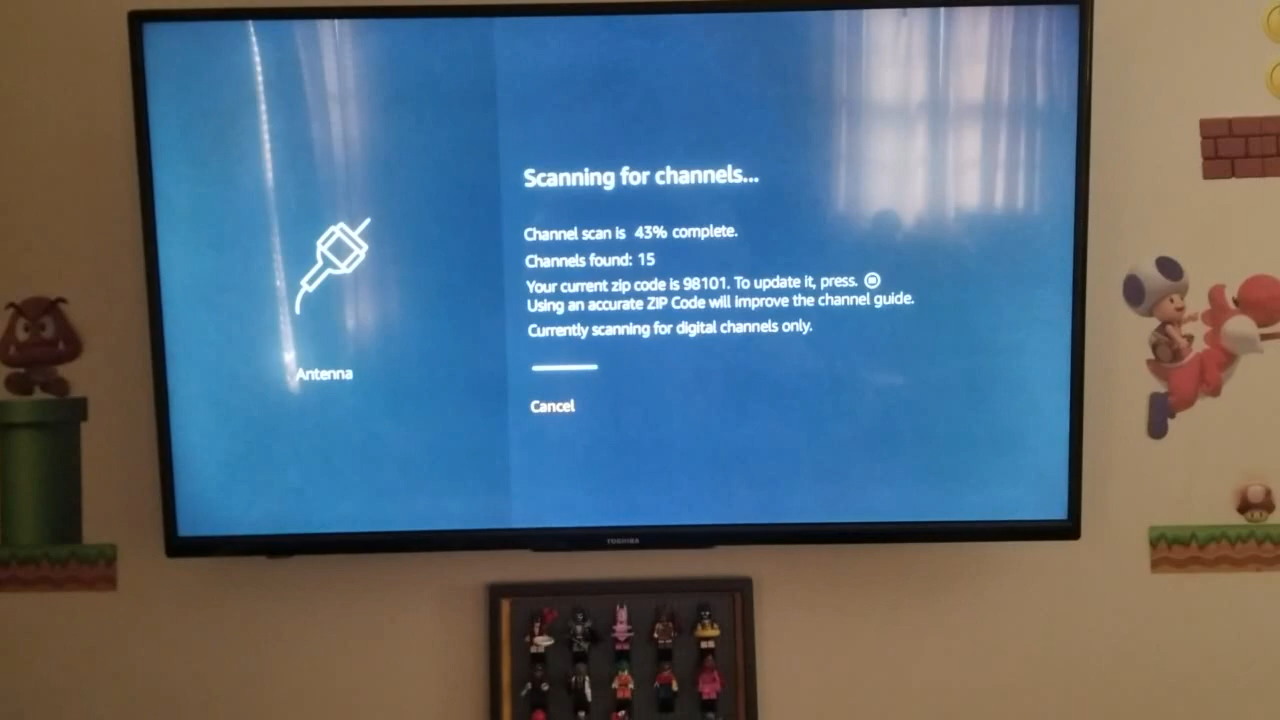 Scanning for channels...
Channel scan is 43% complete.
Channels found: 15
Your current zip code is 98101. To update it, press.
Using an accurate ZIP Code will improve the channel guide.
Currently scanning for digital channels only.
Antenna
Cancel
TOSHIBA